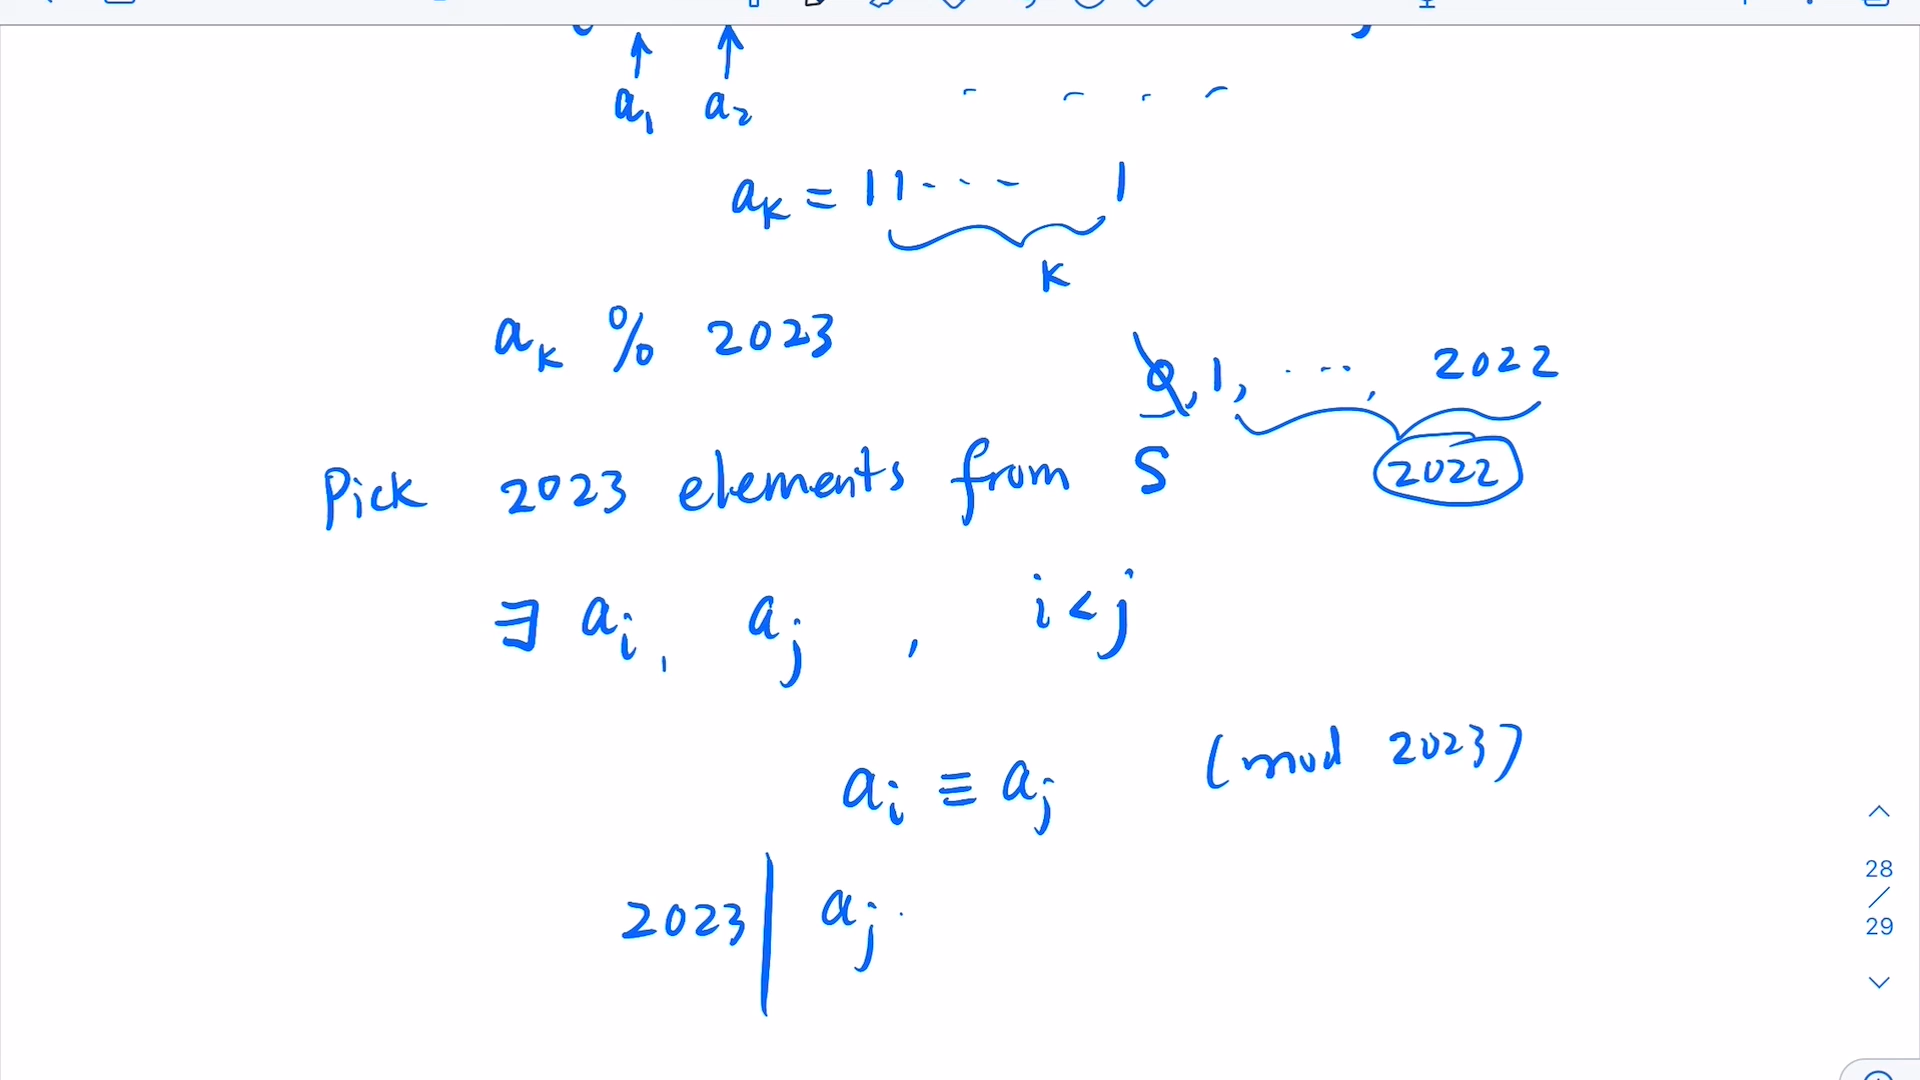 a₁ a₂ - - - -
aₖ = 11 - - - 1
k
aₖ % 2023
0, 1, ..., 2022
2022
Pick 2023 elements from S
∃ aᵢ, aⱼ , i < j
aᵢ ≡ aⱼ (mod 2023)
2023 | aⱼ
28
/
29